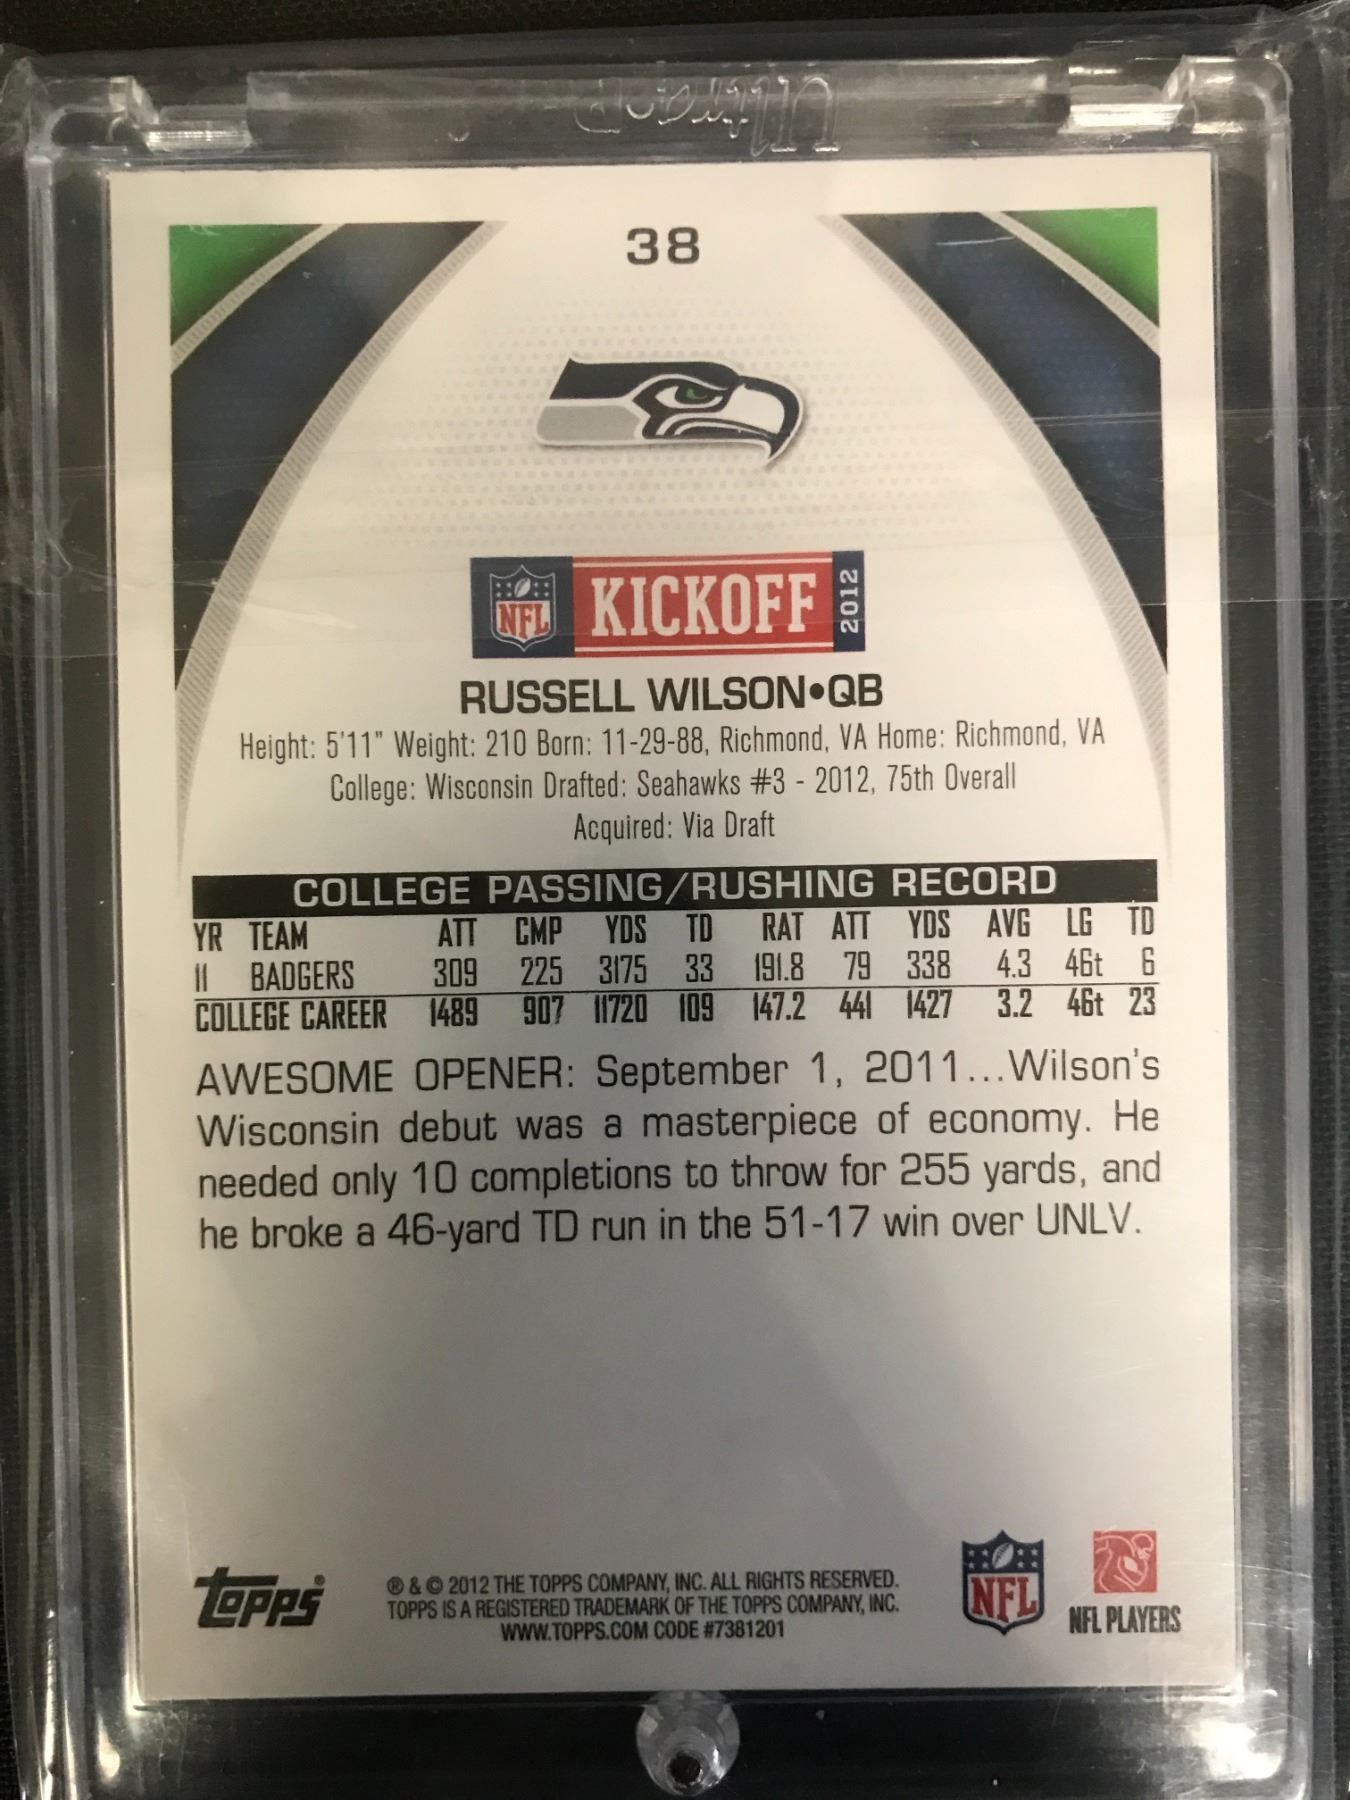 Ultra PRO
38
NFL KICKOFF 2012
RUSSELL WILSON•QB
Height: 5'11" Weight: 210 Born: 11-29-88, Richmond, VA Home: Richmond, VA
College: Wisconsin Drafted: Seahawks #3 - 2012, 75th Overall
Acquired: Via Draft
COLLEGE PASSING/RUSHING RECORD
YR TEAM ATT CMP YDS TD RAT ATT YDS AVG LG TD
11 BADGERS 309 225 3175 33 191.8 79 338 4.3 46t 6
COLLEGE CAREER 1489 907 11720 109 147.2 441 1427 3.2 46t 23
AWESOME OPENER: September 1, 2011...Wilson's
Wisconsin debut was a masterpiece of economy. He
needed only 10 completions to throw for 255 yards, and
he broke a 46-yard TD run in the 51-17 win over UNLV.
TOPPS®
® & © 2012 THE TOPPS COMPANY, INC. ALL RIGHTS RESERVED.
TOPPS IS A REGISTERED TRADEMARK OF THE TOPPS COMPANY, INC.
WWW.TOPPS.COM CODE #7381201
NFL
NFL PLAYERS